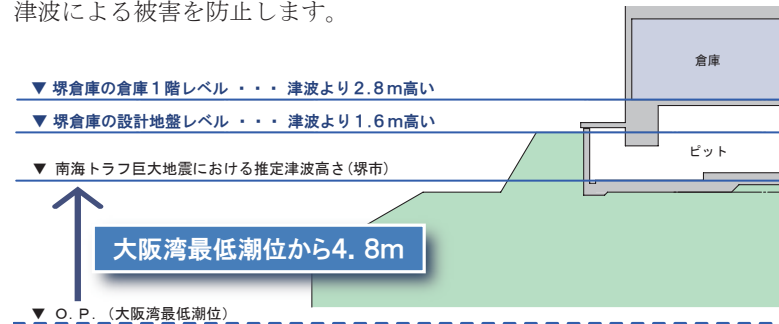 津波による被害を防止します。
倉庫
▼ 堺倉庫の倉庫1階レベル ・・・ 津波より2.8m高い
▼ 堺倉庫の設計地盤レベル ・・・ 津波より1.6m高い
ピット
▼ 南海トラフ巨大地震における推定津波高さ(堺市)
大阪湾最低潮位から4. 8m
▼ O. P. (大阪湾最低潮位)